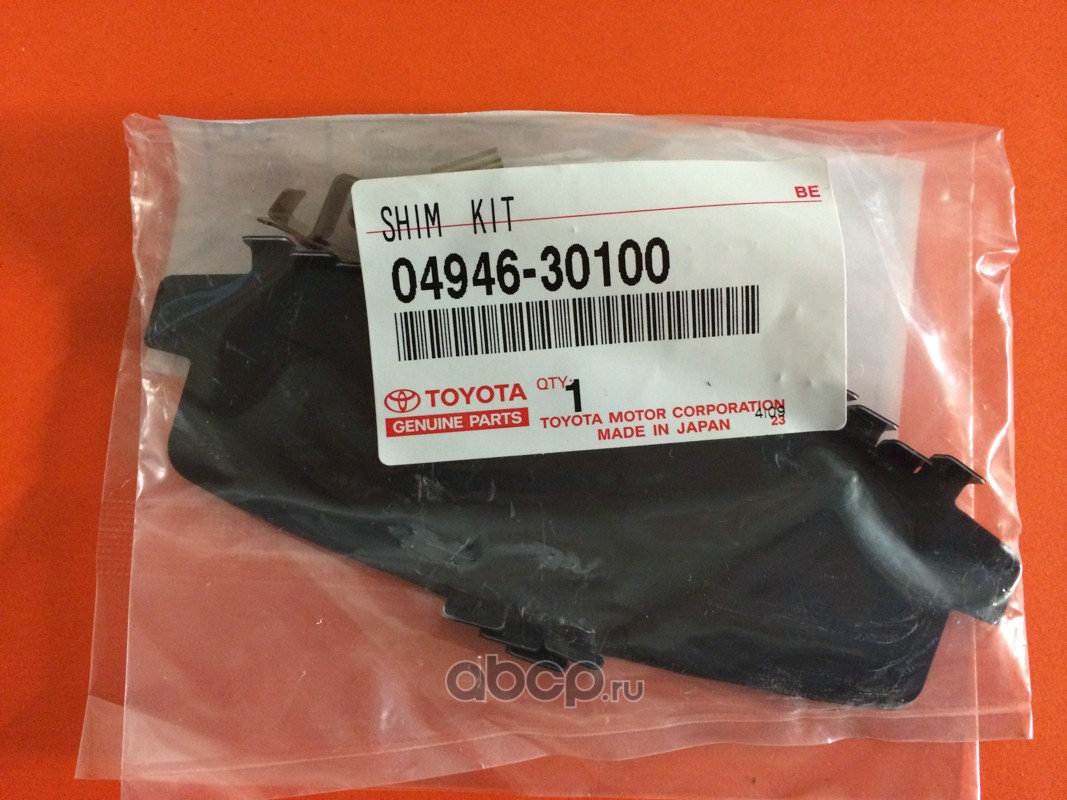 BE
SHIM KIT
04946-30100
TOYOTA
GENUINE PARTS
QTY.
1
TOYOTA MOTOR CORPORATION
4109
23
MADE IN JAPAN
abcp.ru